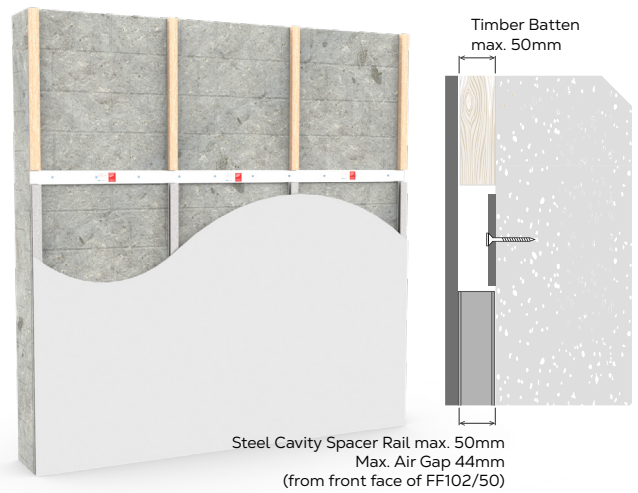 Timber Batten
max. 50mm
Steel Cavity Spacer Rail max. 50mm
Max. Air Gap 44mm
(from front face of FF102/50)